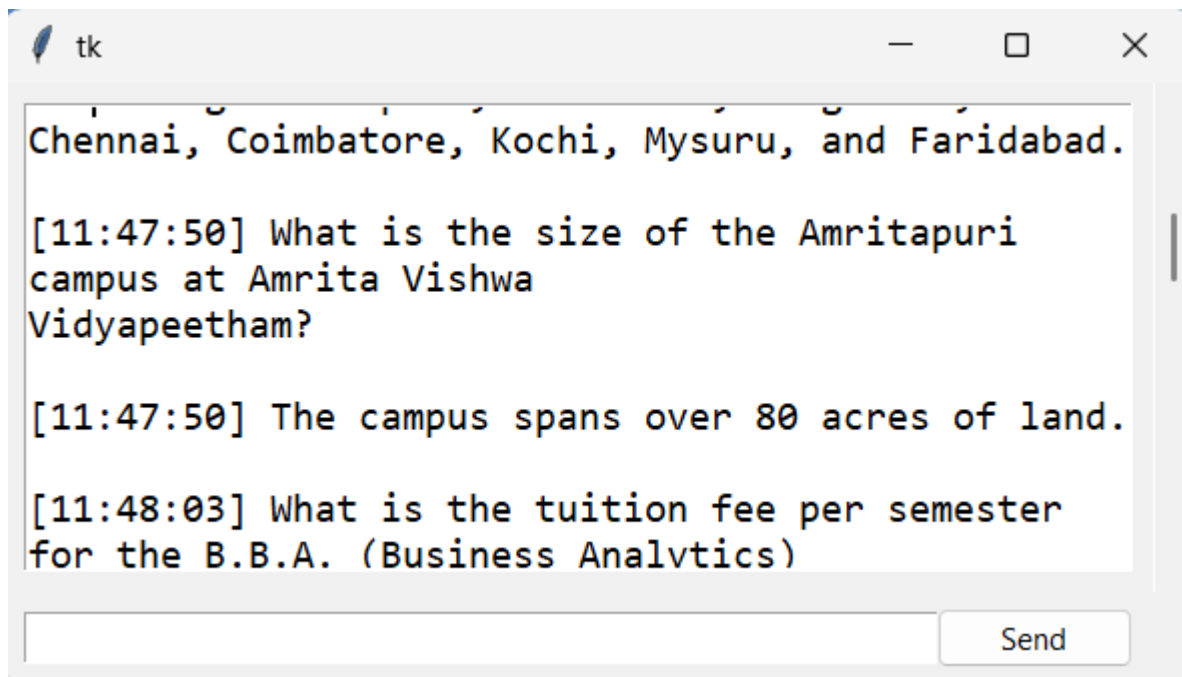 tk
Chennai, Coimbatore, Kochi, Mysuru, and Faridabad.
[11:47:50] What is the size of the Amritapuri
campus at Amrita Vishwa
Vidyapeetham?
[11:47:50] The campus spans over 80 acres of land.
[11:48:03] What is the tuition fee per semester
for the B.B.A. (Business Analytics)
Send